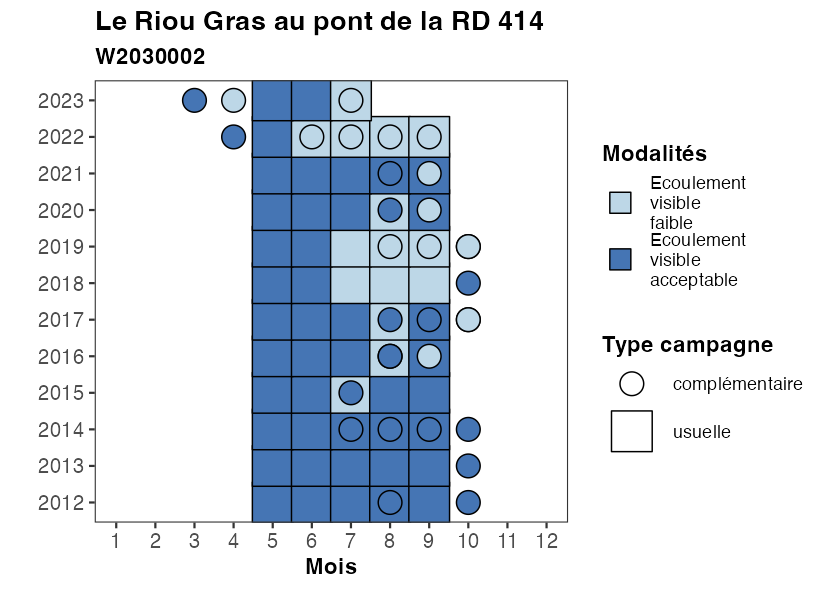 Le Riou Gras au pont de la RD 414
W2030002
2023
2022
2021
2020
2019
2018
2017
2016
2015
2014
2013
2012
1 2 3 4 5 6 7 8 9 10 11 12
Mois
Modalités
Ecoulement
visible
faible
Ecoulement
visible
acceptable
Type campagne
complémentaire
usuelle